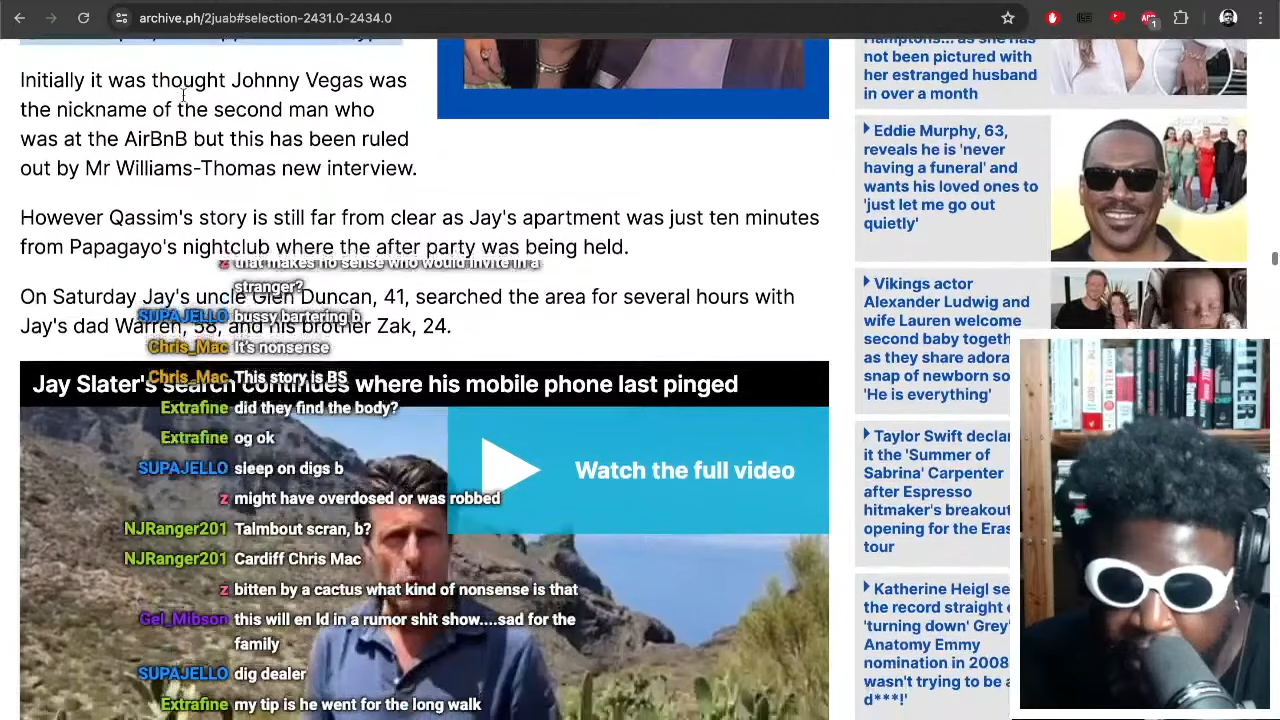 archive.ph/2juab#selection-2431.0-2434.0
Initially it was thought Johnny Vegas was
the nickname of the second man who
was at the AirBnB but this has been ruled
out by Mr Williams-Thomas new interview.
However Qassim's story is still far from clear as Jay's apartment was just ten minutes
from Papagayo's nightclub where the after party was being held.
On Saturday Jay's uncle Glen Duncan, 41, searched the area for several hours with
Jay's dad Warren, 58, and his brother Zak, 24.
Jay Slater's search continues where his mobile phone last pinged
Watch the full video
z that makes no sense who would invite in a
stranger?
SUPAJELLO bussy bartering b
Chris_Mac It's nonsense
Chris_Mac This story is BS
Extrafine did they find the body?
Extrafine og ok
SUPAJELLO sleep on digs b
z might have overdosed or was robbed
NJRanger201 Talmbout scran, b?
NJRanger201 Cardiff Chris Mac
z bitten by a cactus what kind of nonsense is that
Gel_Mibson this will en ld in a rumor shit show....sad for the
family
SUPAJELLO dig dealer
Extrafine my tip is he went for the long walk
Hamptons... as she has
not been pictured with
her estranged husband
in over a month
Eddie Murphy, 63,
reveals he is 'never
having a funeral' and
wants his loved ones to
'just let me go out
quietly'
Vikings actor
Alexander Ludwig and
wife Lauren welcome
second baby togeth
as they share adora
snap of newborn so
'He is everything'
Taylor Swift declar
it the 'Summer of
Sabrina' Carpenter
after Espresso
hitmaker's breakout
opening for the Eras
tour
Katherine Heigl se
the record straight o
'turning down' Grey'
Anatomy Emmy
nomination in 2008
wasn't trying to be a
d***!'
HITLER